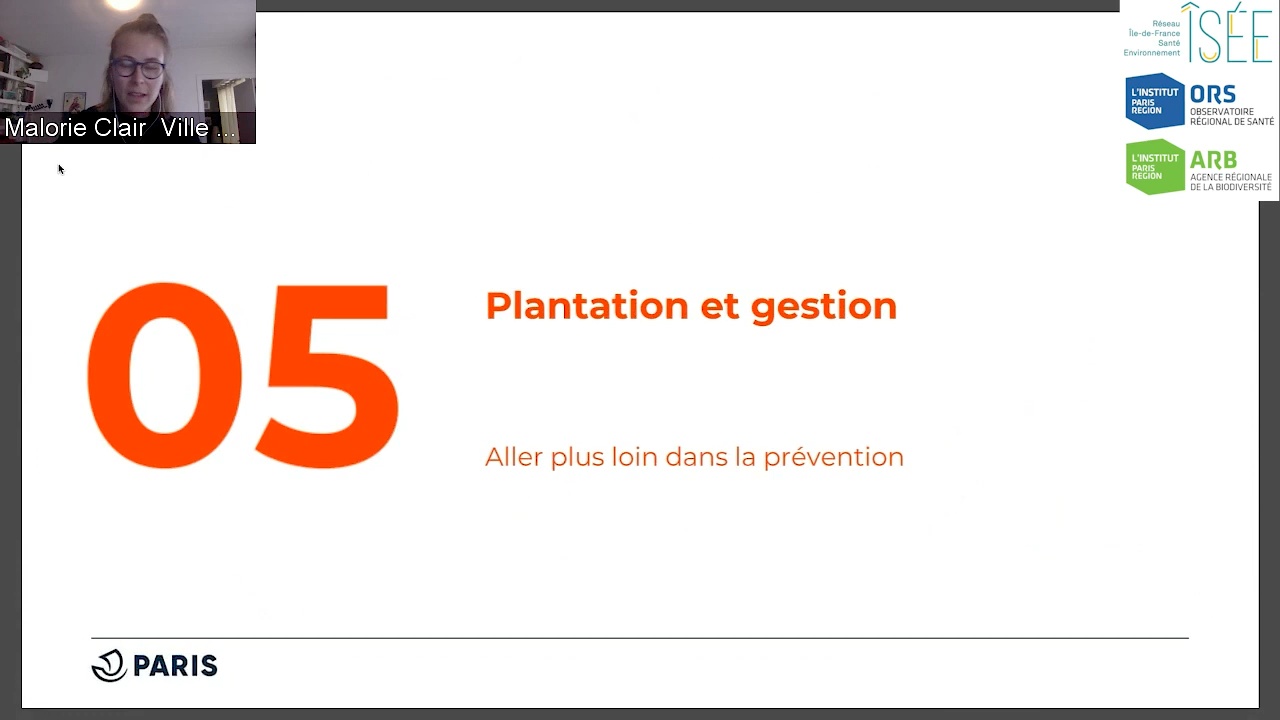 Malorie Clair Ville ...
Réseau
Île-de-France
Santé
Environnement
ÎSÉE
L'INSTITUT
PARIS
REGION
ORS
OBSERVATOIRE
RÉGIONAL DE SANTÉ
L'INSTITUT
PARIS
REGION
ARB
AGENCE RÉGIONALE
DE LA BIODIVERSITÉ
05
Plantation et gestion
Aller plus loin dans la prévention
PARIS